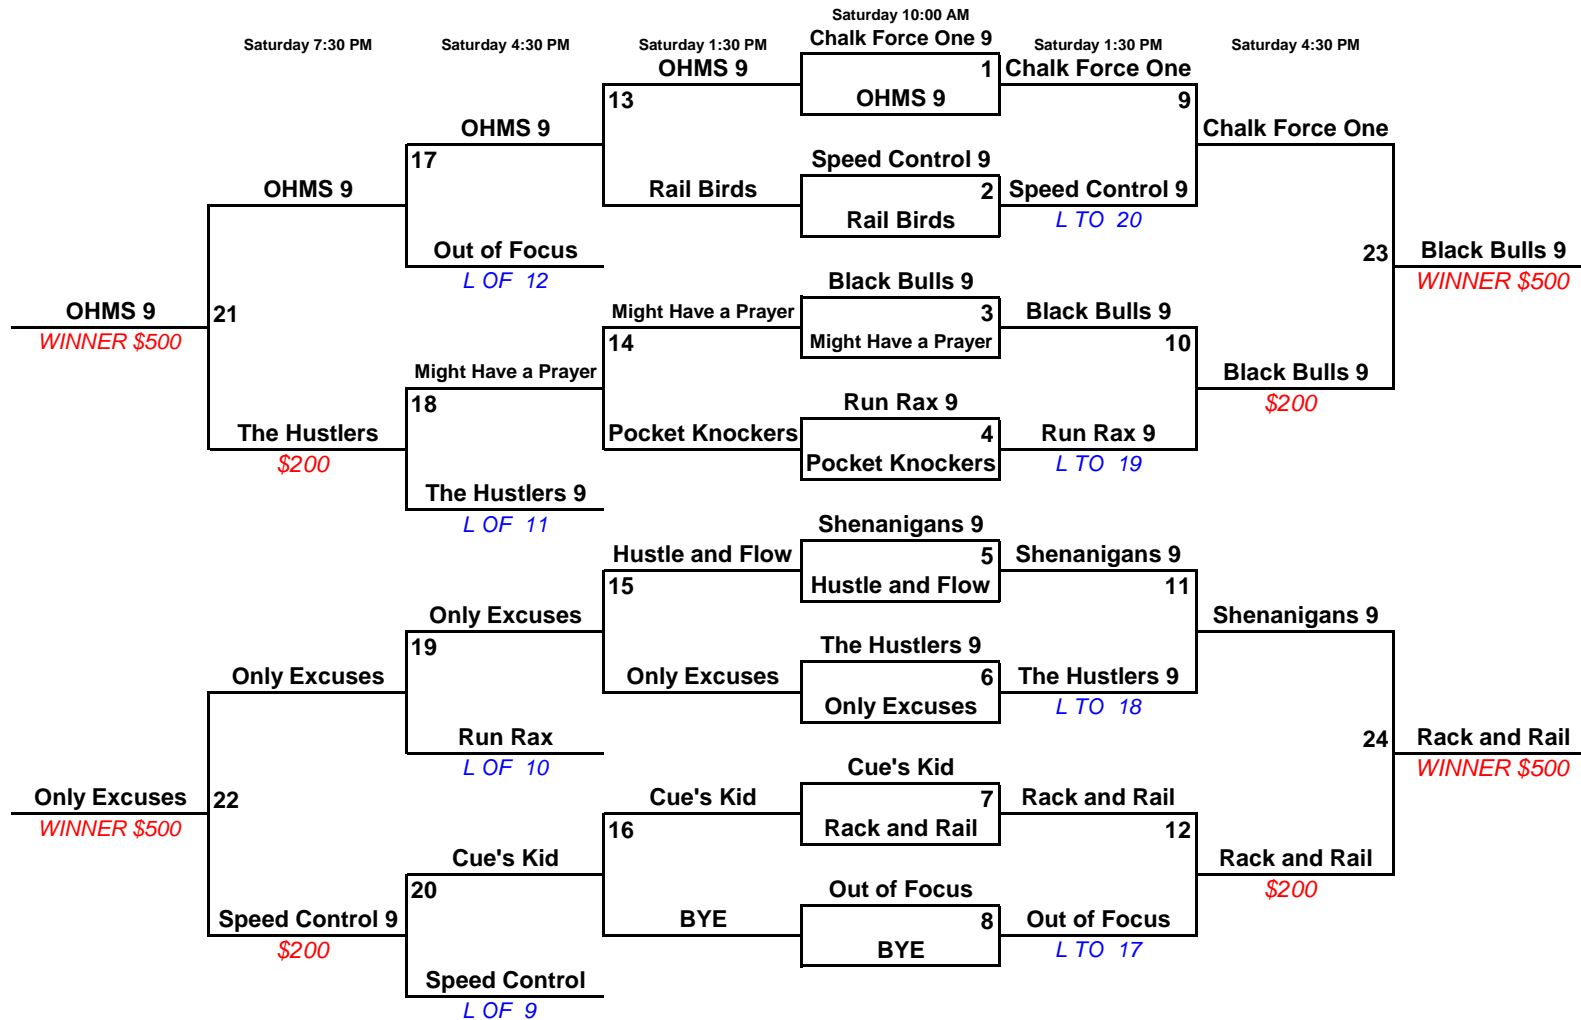 Saturday 10:00 AM
Saturday 7:30 PM
Saturday 4:30 PM
Saturday 1:30 PM
Chalk Force One 9
Saturday 1:30 PM
Saturday 4:30 PM
OHMS 9
1
Chalk Force One
13
OHMS 9
9
OHMS 9
Chalk Force One
17
Speed Control 9
OHMS 9
Rail Birds
2
Speed Control 9
Rail Birds
L TO 20
Out of Focus
23
Black Bulls 9
L OF 12
Black Bulls 9
WINNER $500
OHMS 9
21
Might Have a Prayer
3
Black Bulls 9
WINNER $500
14
Might Have a Prayer
10
Might Have a Prayer
Black Bulls 9
18
Run Rax 9
$200
The Hustlers
Pocket Knockers
4
Run Rax 9
$200
Pocket Knockers
L TO 19
The Hustlers 9
L OF 11
Shenanigans 9
Hustle and Flow
5
Shenanigans 9
15
Hustle and Flow
11
Only Excuses
Shenanigans 9
19
The Hustlers 9
Only Excuses
Only Excuses
6
The Hustlers 9
Only Excuses
L TO 18
Run Rax
24
Rack and Rail
L OF 10
Cue's Kid
WINNER $500
Only Excuses
22
Cue's Kid
7
Rack and Rail
WINNER $500
16
Rack and Rail
12
Cue's Kid
Rack and Rail
20
Out of Focus
$200
Speed Control 9
BYE
8
Out of Focus
$200
BYE
L TO 17
Speed Control
L OF 9